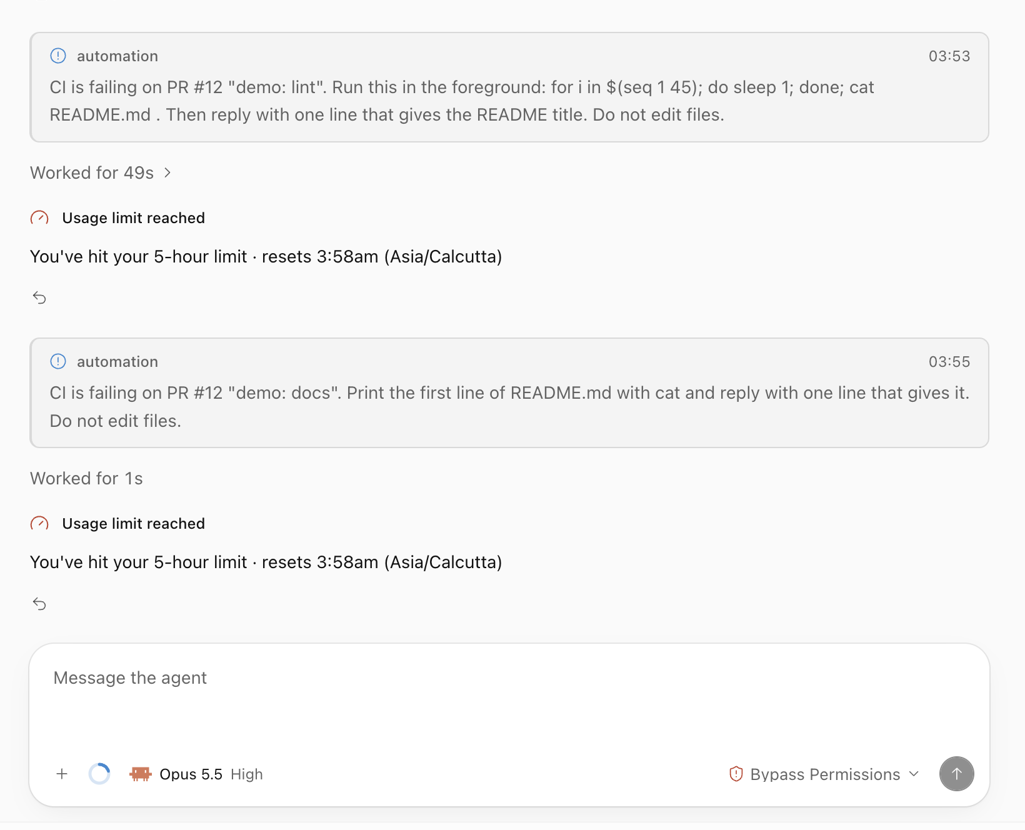 automation 03:53
CI is failing on PR #12 "demo: lint". Run this in the foreground: for i in $(seq 1 45); do sleep 1; done; cat
README.md . Then reply with one line that gives the README title. Do not edit files.
Worked for 49s
Usage limit reached
You've hit your 5-hour limit · resets 3:58am (Asia/Calcutta)
automation 03:55
CI is failing on PR #12 "demo: docs". Print the first line of README.md with cat and reply with one line that gives it.
Do not edit files.
Worked for 1s
Usage limit reached
You've hit your 5-hour limit · resets 3:58am (Asia/Calcutta)
Message the agent
Opus 5.5 High Bypass Permissions